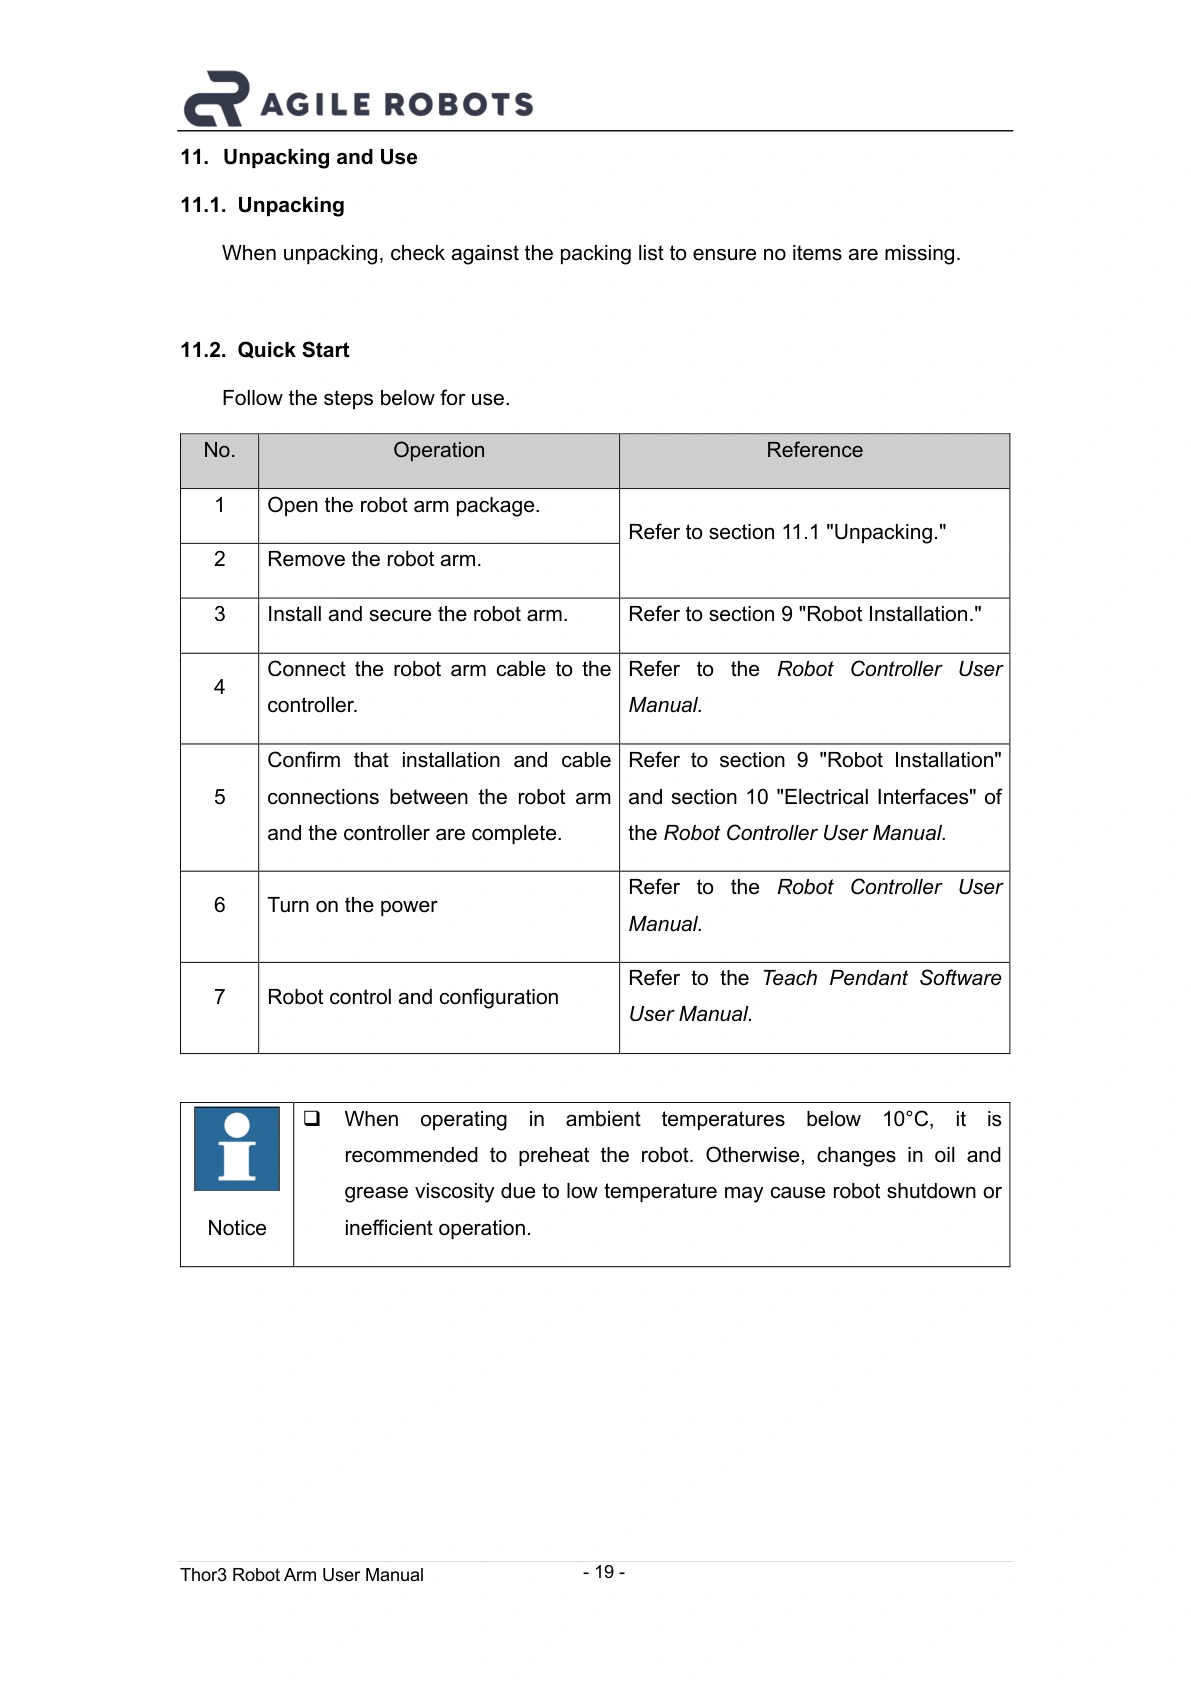 AGILE ROBOTS
11. Unpacking and Use
11.1. Unpacking
When unpacking, check against the packing list to ensure no items are missing.
11.2. Quick Start
Follow the steps below for use.
No. Operation Reference
1 Open the robot arm package.
Refer to section 11.1 "Unpacking."
2 Remove the robot arm.
3 Install and secure the robot arm. Refer to section 9 "Robot Installation."
4
Connect the robot arm cable to the
controller.
Refer to the Robot Controller User
Manual.
5
Confirm that installation and cable
connections between the robot arm
and the controller are complete.
Refer to section 9 "Robot Installation"
and section 10 "Electrical Interfaces" of
the Robot Controller User Manual.
6 Turn on the power
Refer to the Robot Controller User
Manual.
7 Robot control and configuration
Refer to the Teach Pendant Software
User Manual.
Notice
❑ When operating in ambient temperatures below 10°C, it is
recommended to preheat the robot. Otherwise, changes in oil and
grease viscosity due to low temperature may cause robot shutdown or
inefficient operation.
Thor3 Robot Arm User Manual - 19 -